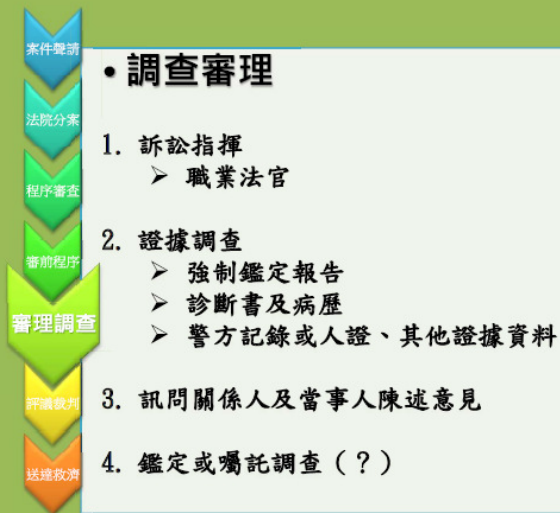 案件聲請
法院分案
程序審查
審前程序
審理調查
評議裁判
送達救濟
• 調查審理
1. 訴訟指揮
➢ 職業法官
2. 證據調查
➢ 強制鑑定報告
➢ 診斷書及病歷
➢ 警方記錄或人證、其他證據資料
3. 訊問關係人及當事人陳述意見
4. 鑑定或囑託調查（？）